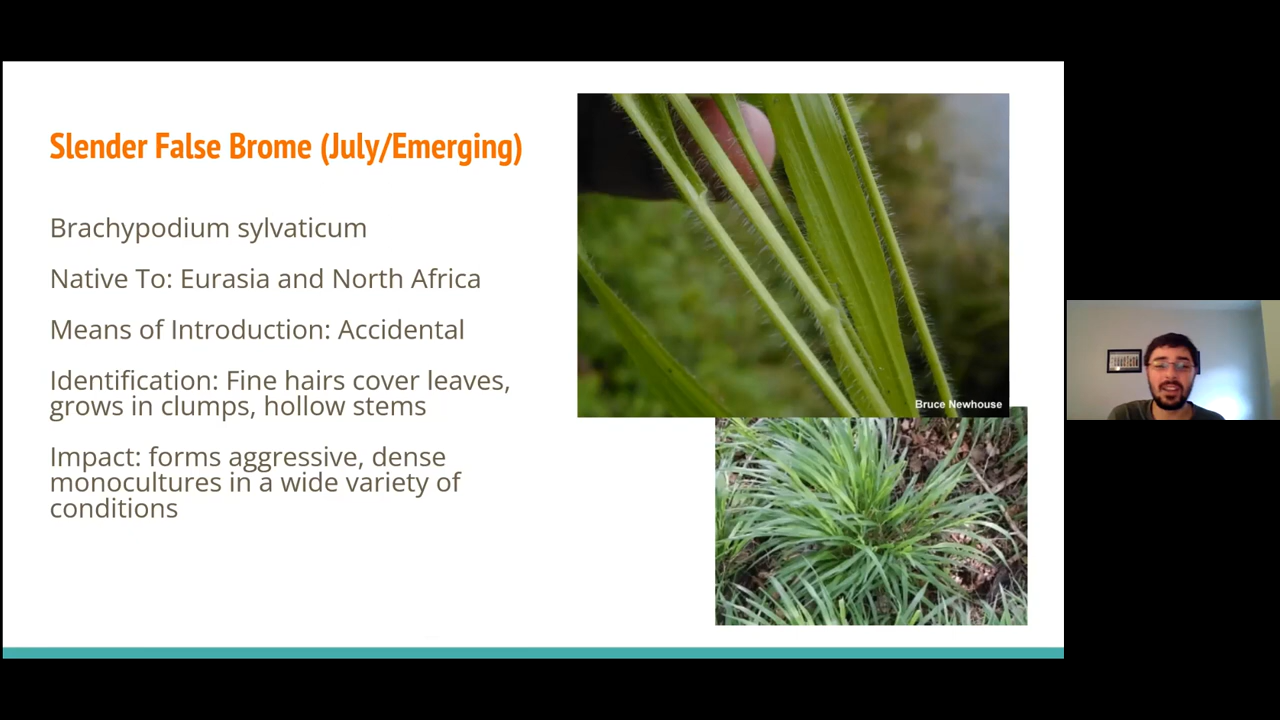 Slender False Brome (July/Emerging)
Brachypodium sylvaticum
Native To: Eurasia and North Africa
Means of Introduction: Accidental
Identification: Fine hairs cover leaves,
grows in clumps, hollow stems
Impact: forms aggressive, dense
monocultures in a wide variety of
conditions
Bruce Newhouse